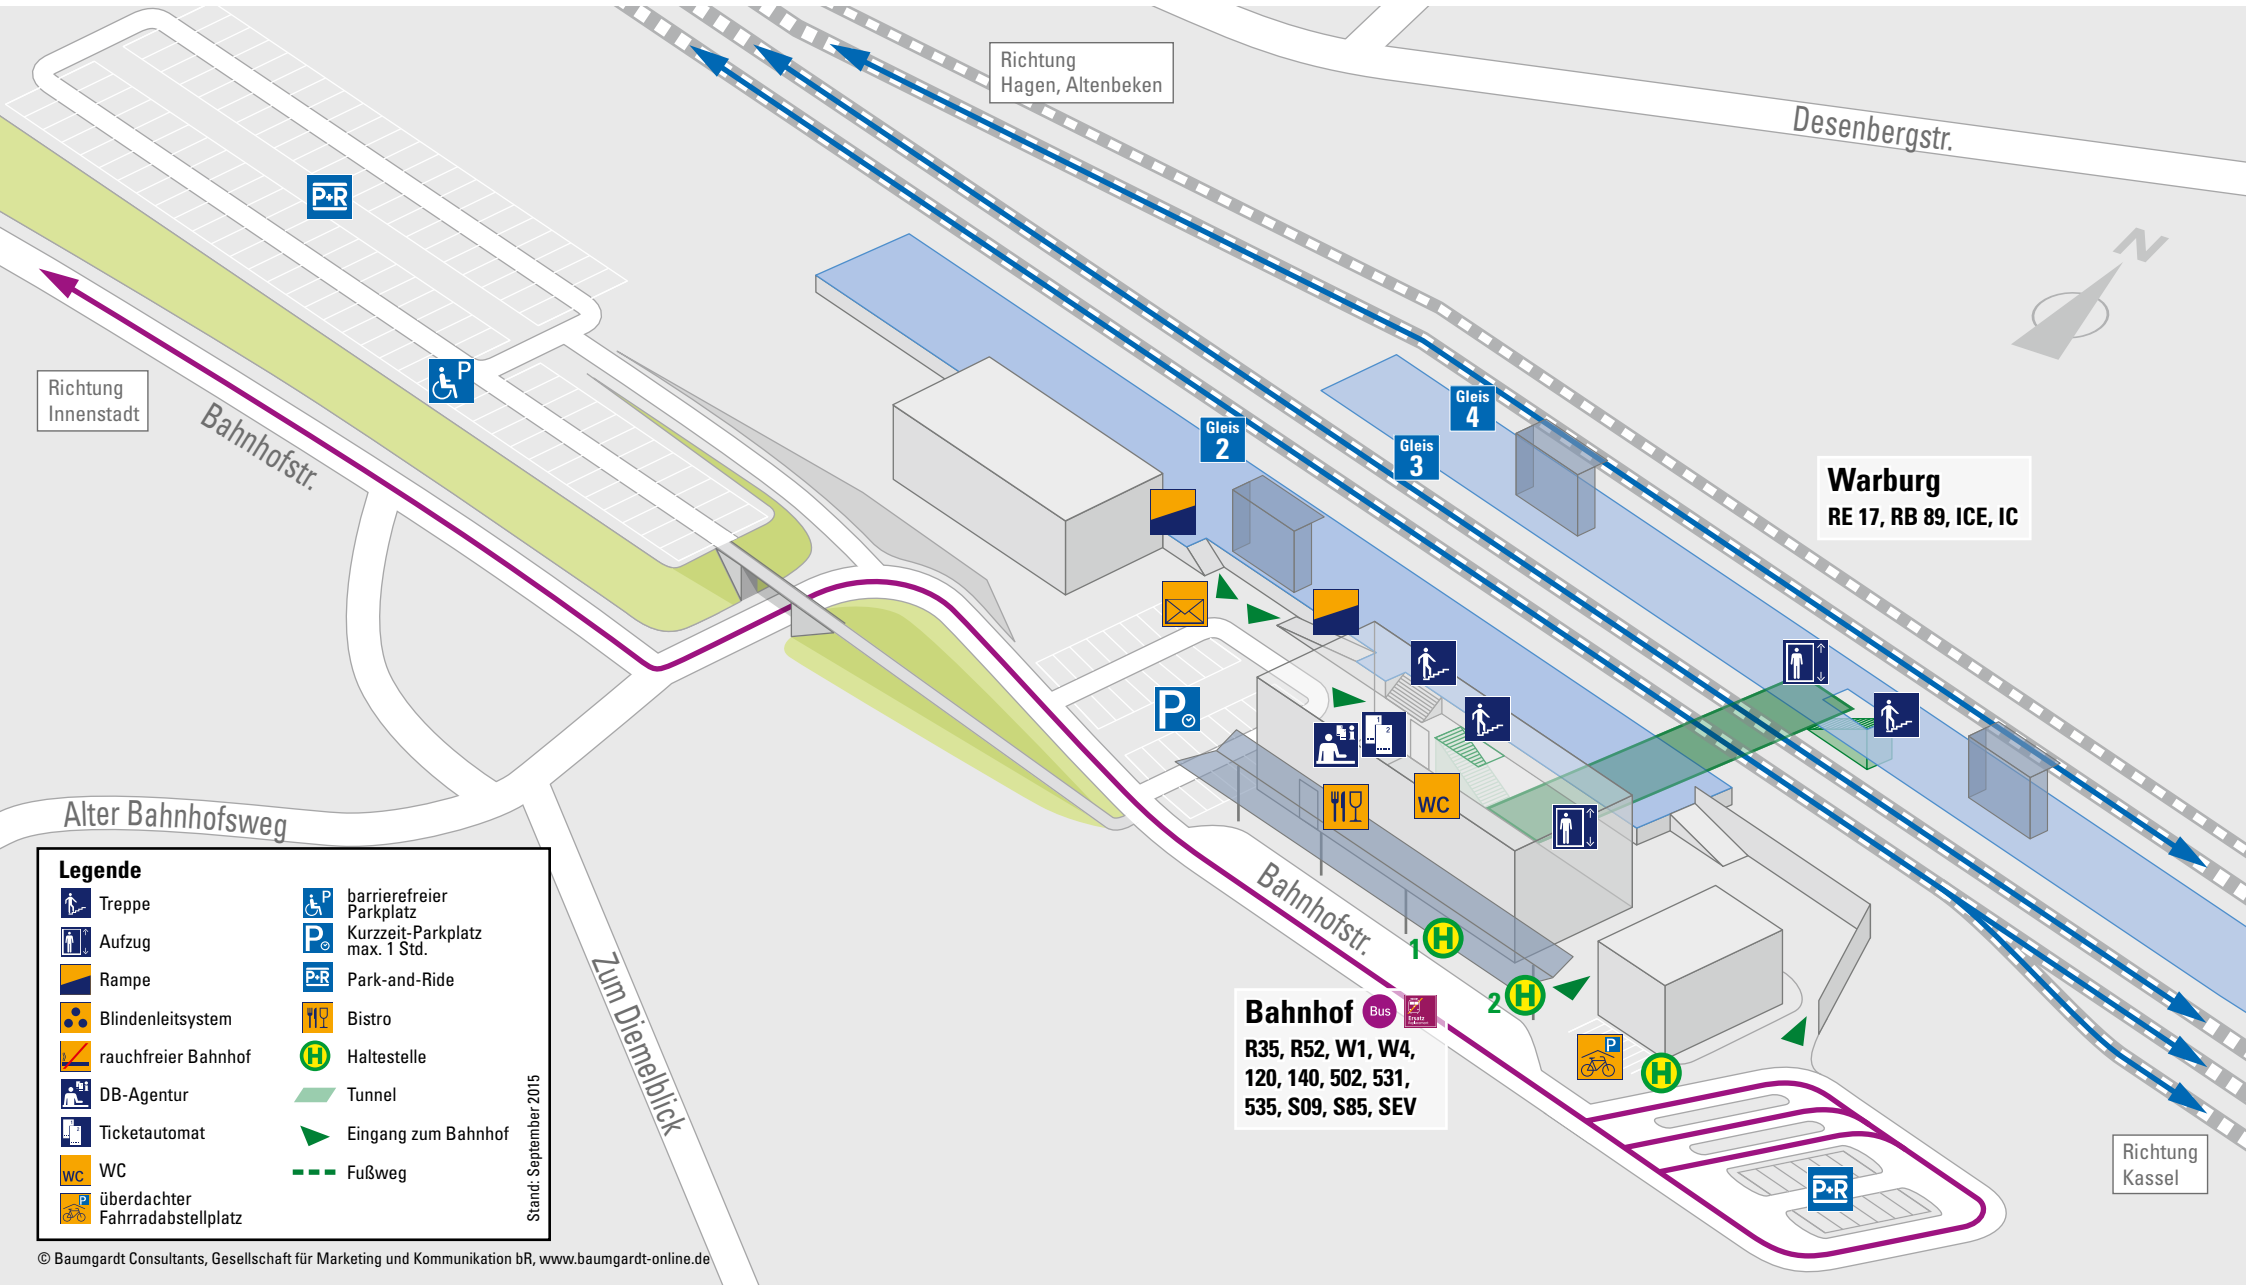 Richtung
Hagen, Altenbeken
Desenbergstr.
N
P+R
P
Richtung
Innenstadt
Bahnhofstr.
Gleis
4
Gleis
2
Gleis
3
Warburg
RE 17, RB 89, ICE, IC
P
WC
Alter Bahnhofsweg
Bahnhofstr.
1 H
2 H
H
P
Zum Diemelblick
Bahnhof Bus Ersatz
R35, R52, W1, W4,
120, 140, 502, 531,
535, S09, S85, SEV
P+R
Richtung
Kassel
Legende
Treppe
Aufzug
Rampe
Blindenleitsystem
rauchfreier Bahnhof
DB-Agentur
Ticketautomat
WC WC
P überdachter
Fahrradabstellplatz
P barrierefreier
Parkplatz
P Kurzzeit-Parkplatz
max. 1 Std.
P+R Park-and-Ride
Bistro
H Haltestelle
Tunnel
Eingang zum Bahnhof
Fußweg
Stand: September 2015
© Baumgardt Consultants, Gesellschaft für Marketing und Kommunikation bR, www.baumgardt-online.de